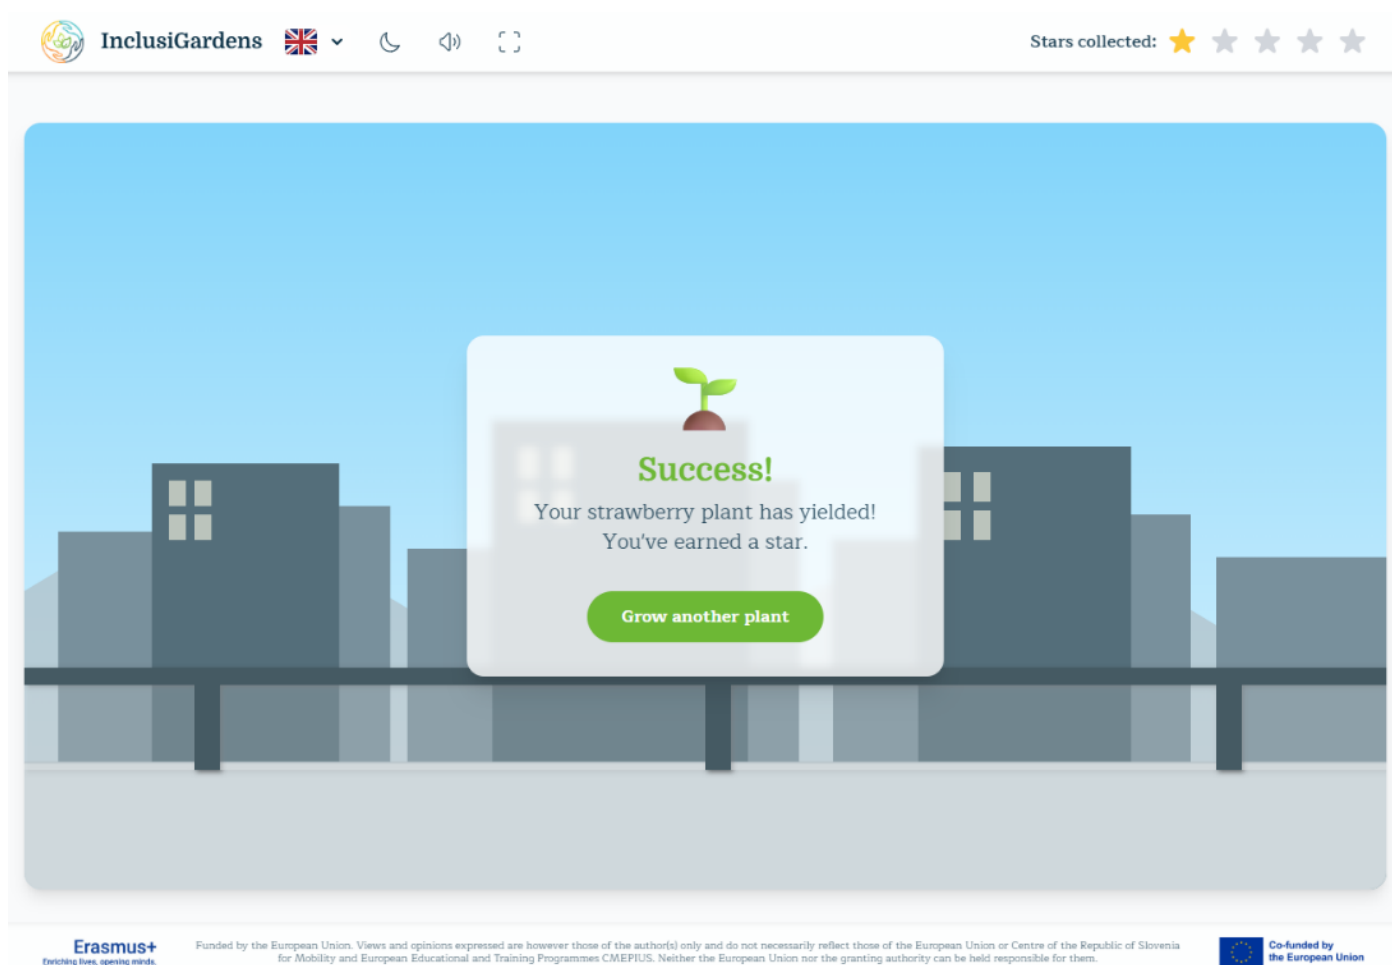 InclusiGardens
Stars collected:
Success!
Your strawberry plant has yielded!
You've earned a star.
Grow another plant
Erasmus+
Enriching lives, opening minds.
Funded by the European Union. Views and opinions expressed are however those of the author(s) only and do not necessarily reflect those of the European Union or Centre of the Republic of Slovenia
for Mobility and European Educational and Training Programmes CMEPIUS. Neither the European Union nor the granting authority can be held responsible for them.
Co-funded by
the European Union